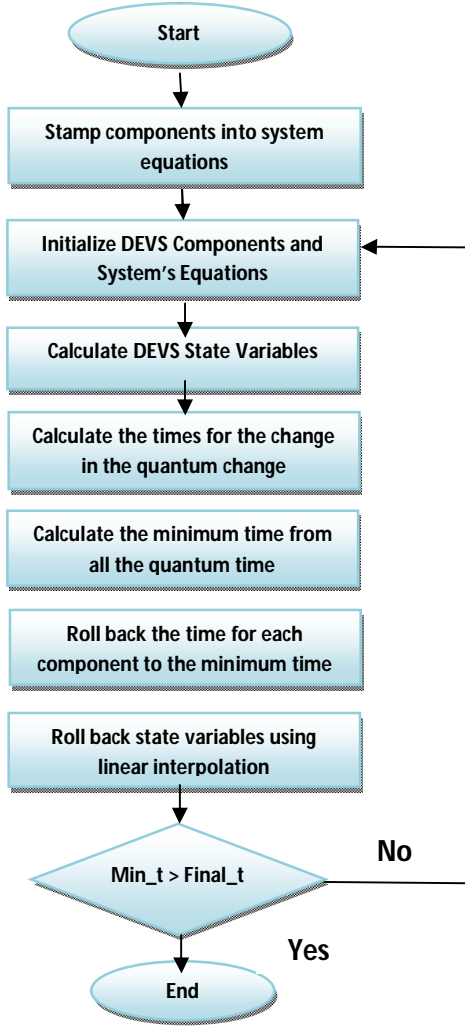 Start
Stamp components into system
equations
Initialize DEVS Components and
System's Equations
Calculate DEVS State Variables
Calculate the times for the change
in the quantum change
Calculate the minimum time from
all the quantum time
Roll back the time for each
component to the minimum time
Roll back state variables using
linear interpolation
Min_t > Final_t
No
Yes
End